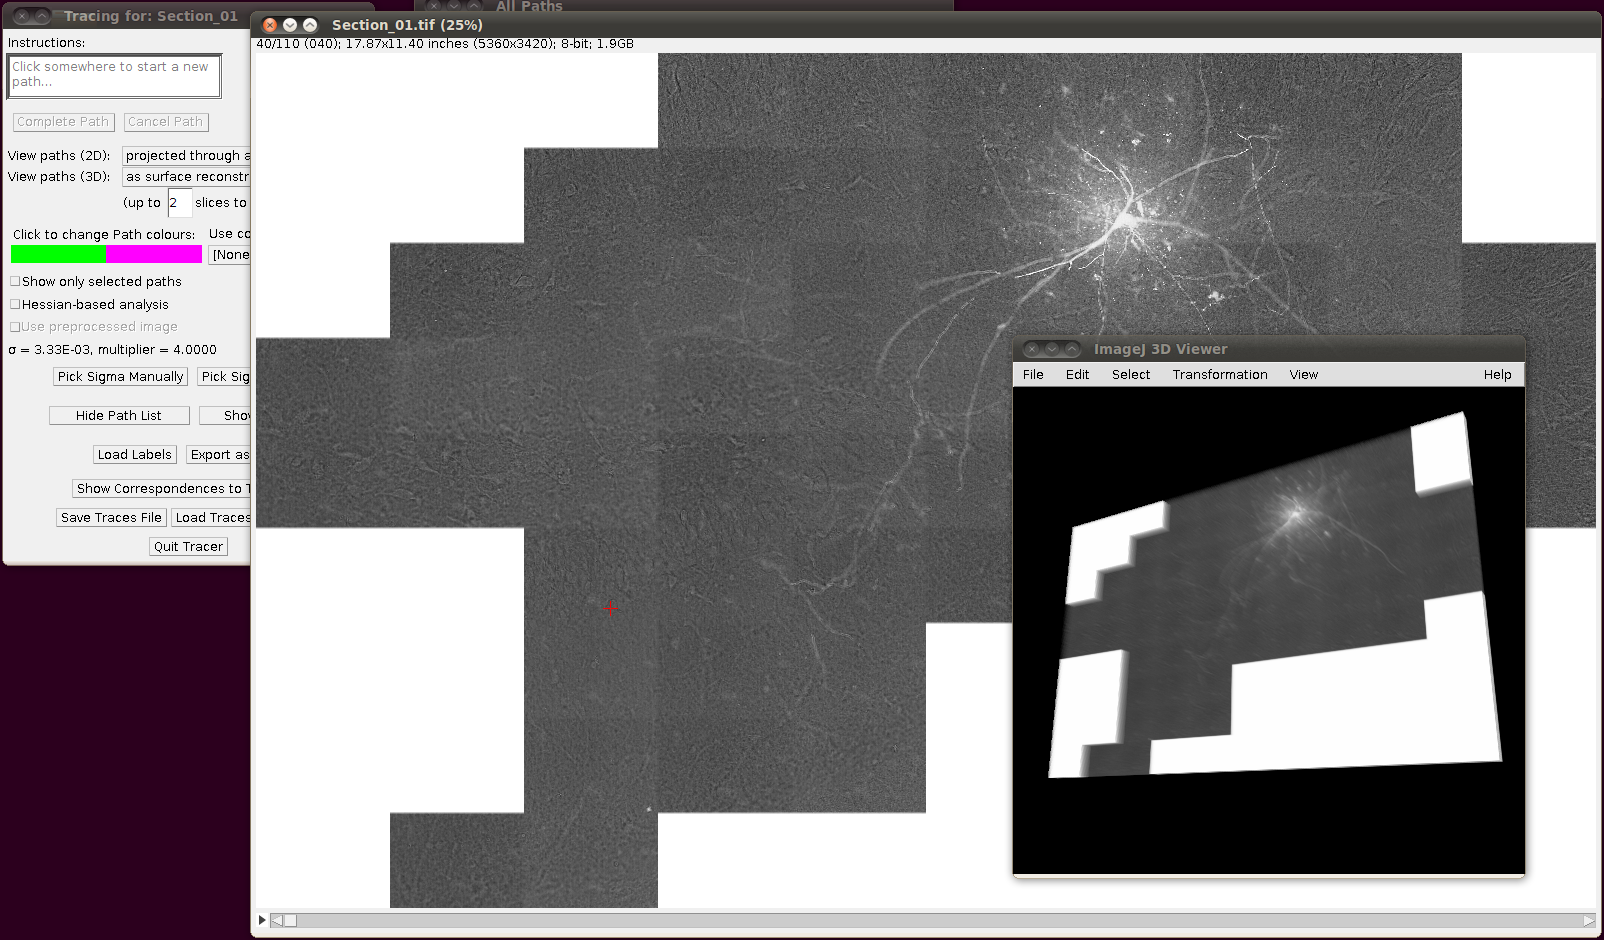 All Paths
Tracing for: Section_01
Instructions:
Click somewhere to start a new
path...
Complete Path Cancel Path
View paths (2D): projected through a
View paths (3D): as surface reconstr
(up to 2 slices to
Click to change Path colours: Use co
[None
Show only selected paths
Hessian-based analysis
Use preprocessed image
σ = 3.33E-03, multiplier = 4.0000
Pick Sigma Manually Pick Sig
Hide Path List Sho
Load Labels Export as
Show Correspondences to T
Save Traces File Load Traces
Quit Tracer
Section_01.tif (25%)
40/110 (040); 17.87x11.40 inches (5360x3420); 8-bit; 1.9GB
ImageJ 3D Viewer
File Edit Select Transformation View Help